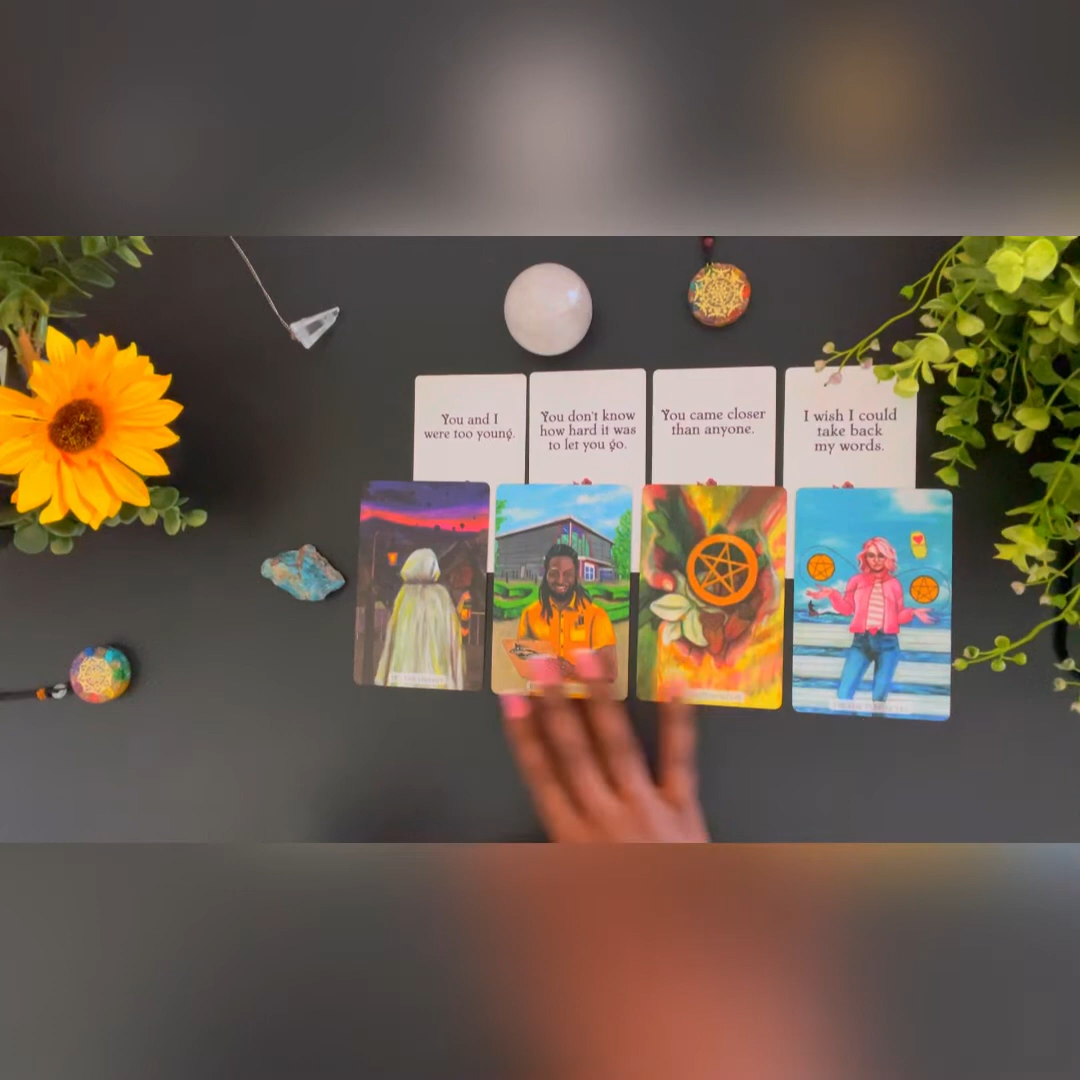 You and I
were too young.
You don't know
how hard it was
to let you go.
You came closer
than anyone.
I wish I could
take back
my words.